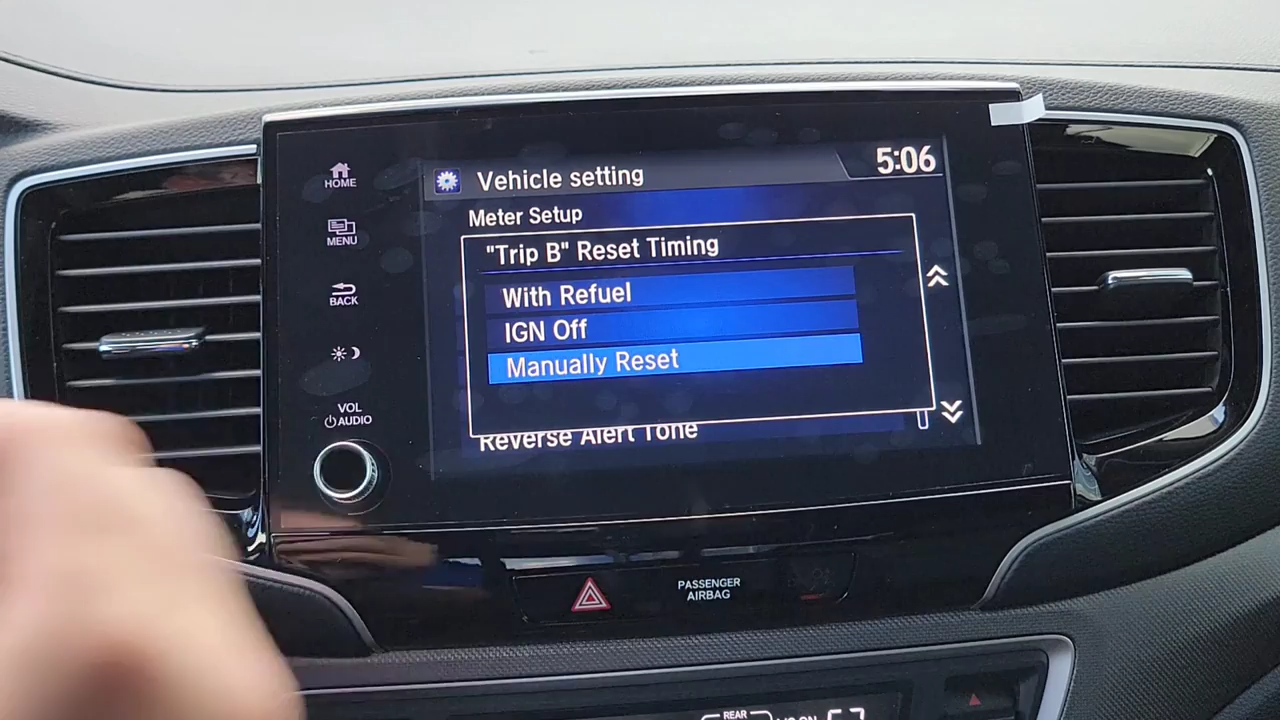 HOME
MENU
BACK
VOL
AUDIO
Vehicle setting
5:06
Meter Setup
"Trip B" Reset Timing
With Refuel
IGN Off
Manually Reset
Reverse Alert Tone
PASSENGER
AIRBAG
REAR